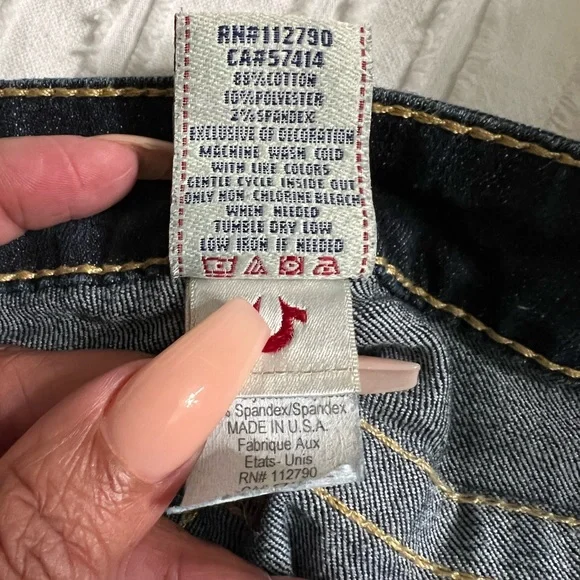 RN#112790
CA#57414
88%COTTON
10%POLYESTER
2%SPANDEX
EXCLUSIVE OF DECORATION
MACHINE WASH COLD
WITH LIKE COLORS
GENTLE CYCLE INSIDE OUT
ONLY NON-CHLORINE BLEACH
WHEN NEEDED
TUMBLE DRY LOW
LOW IRON IF NEEDED
% Spandex/Spandex
MADE IN U.S.A.
Fabrique Aux
Etats- Unis
RN# 112790